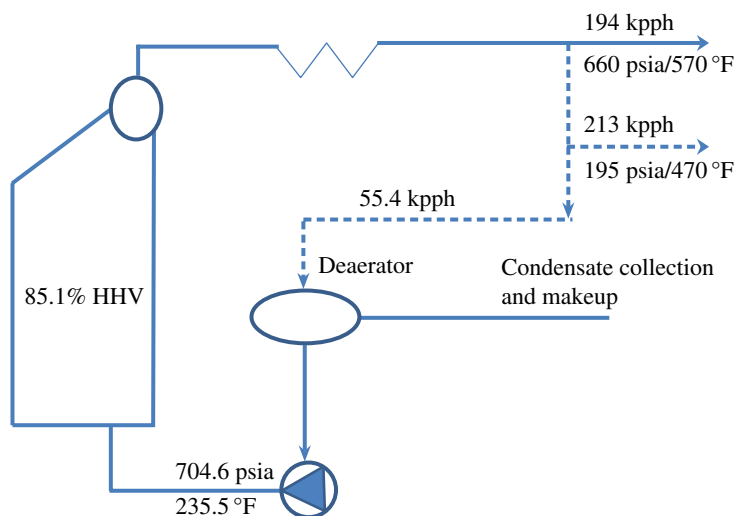 194 kpph
660 psia/570 °F
213 kpph
195 psia/470 °F
55.4 kpph
Deaerator
Condensate collection
and makeup
85.1% HHV
704.6 psia
235.5 °F